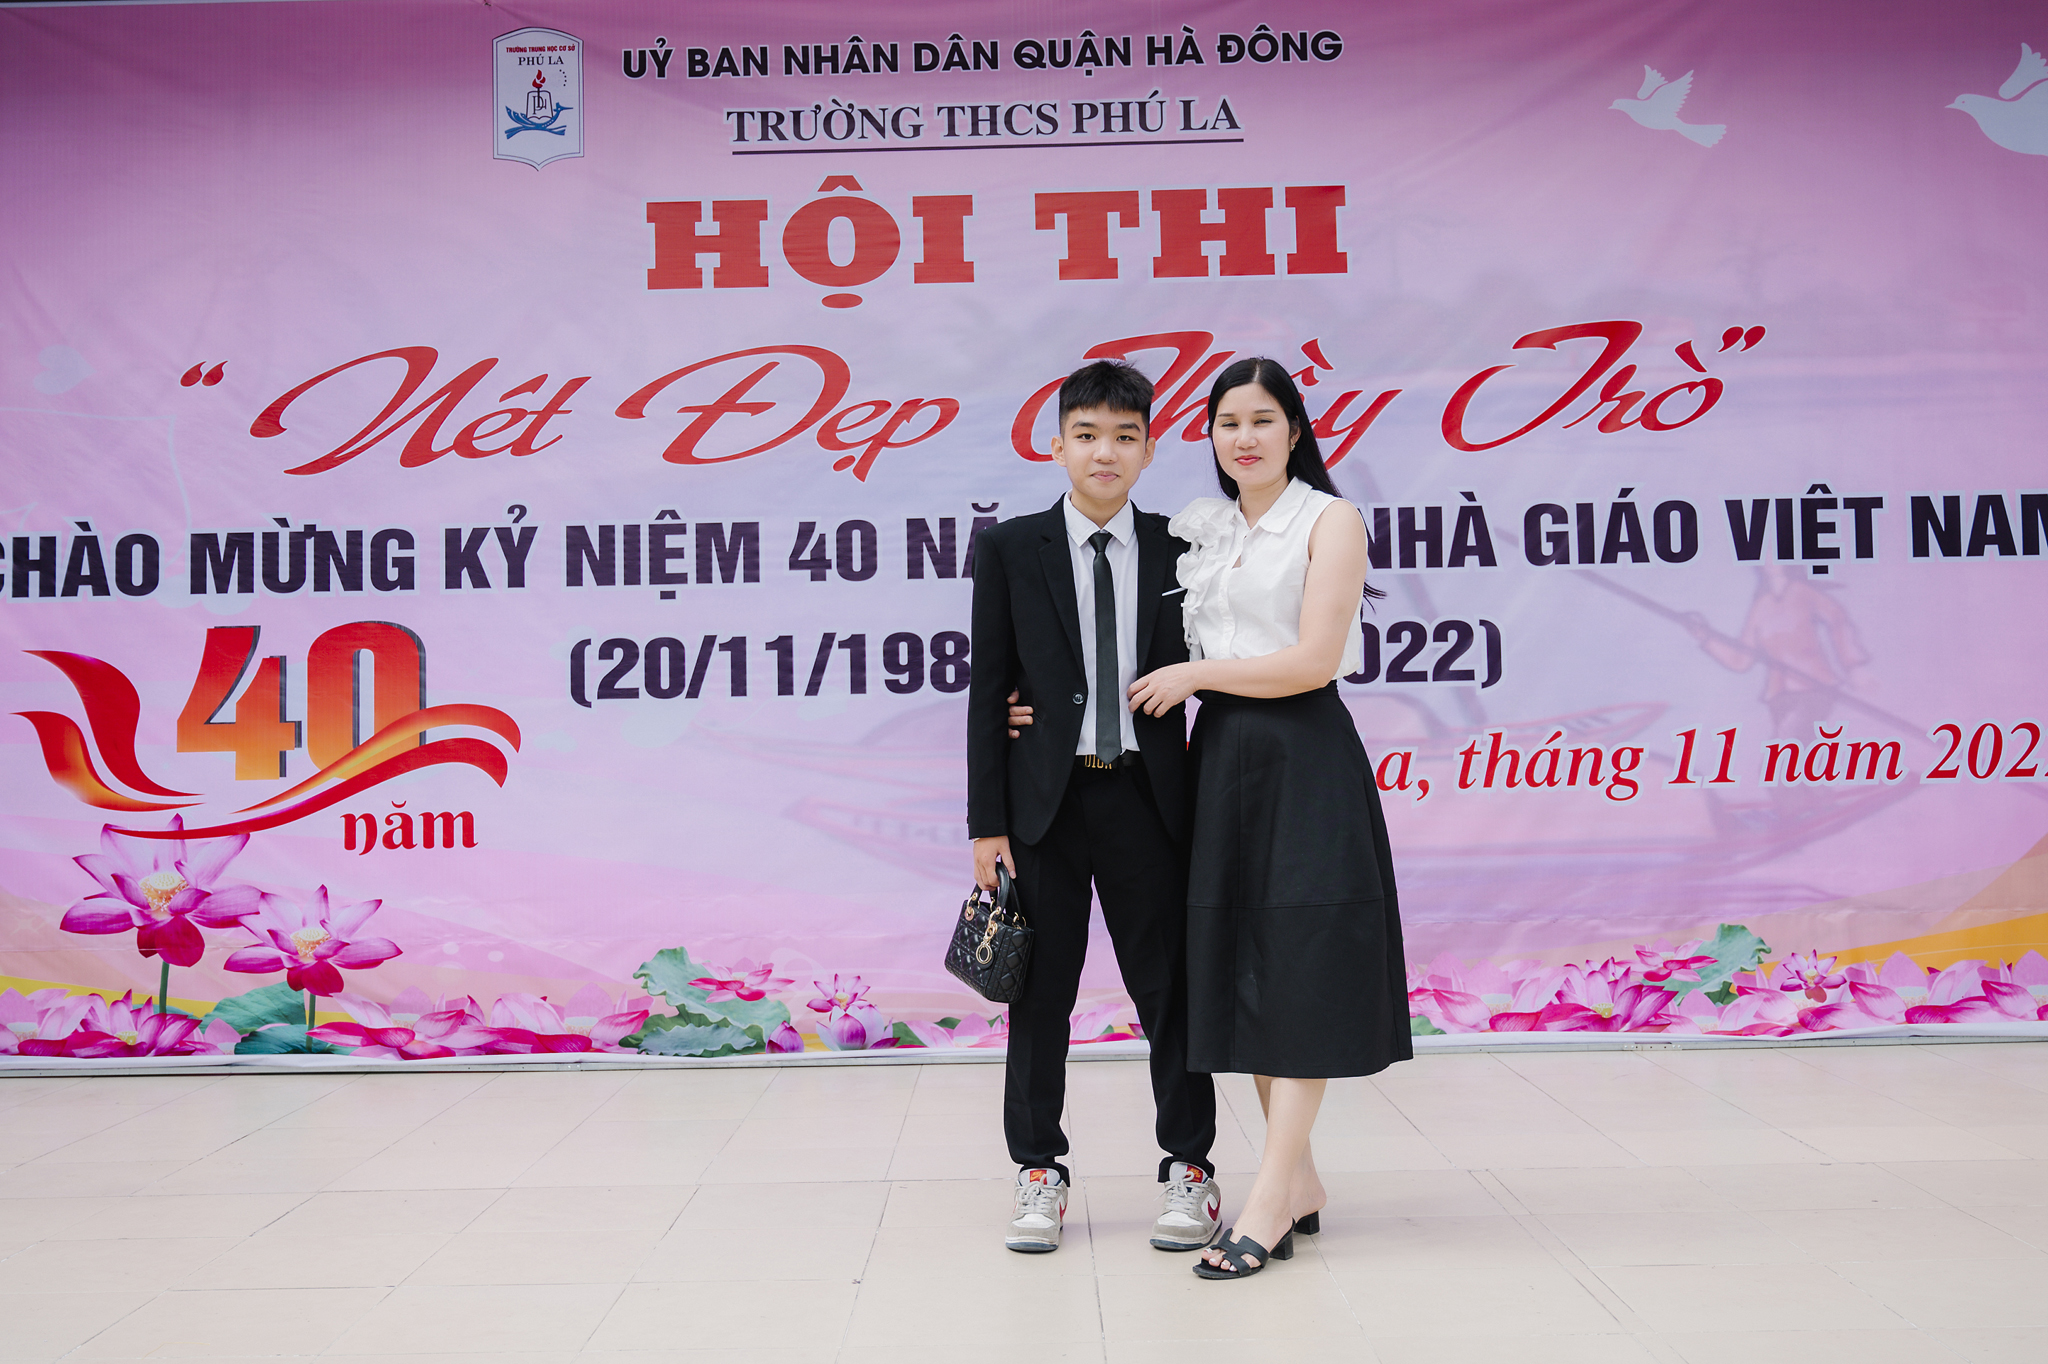 TRƯỜNG TRUNG HỌC CƠ SỞ
PHÚ LA
UỶ BAN NHÂN DÂN QUẬN HÀ ĐÔNG
TRƯỜNG THCS PHÚ LA
HỘI THI
“Nét Đẹp Thầy Trò”
CHÀO MỪNG KỶ NIỆM 40 NĂ NHÀ GIÁO VIỆT NAM
(20/11/198 022)
40
năm
a, tháng 11 năm 202
DIOR